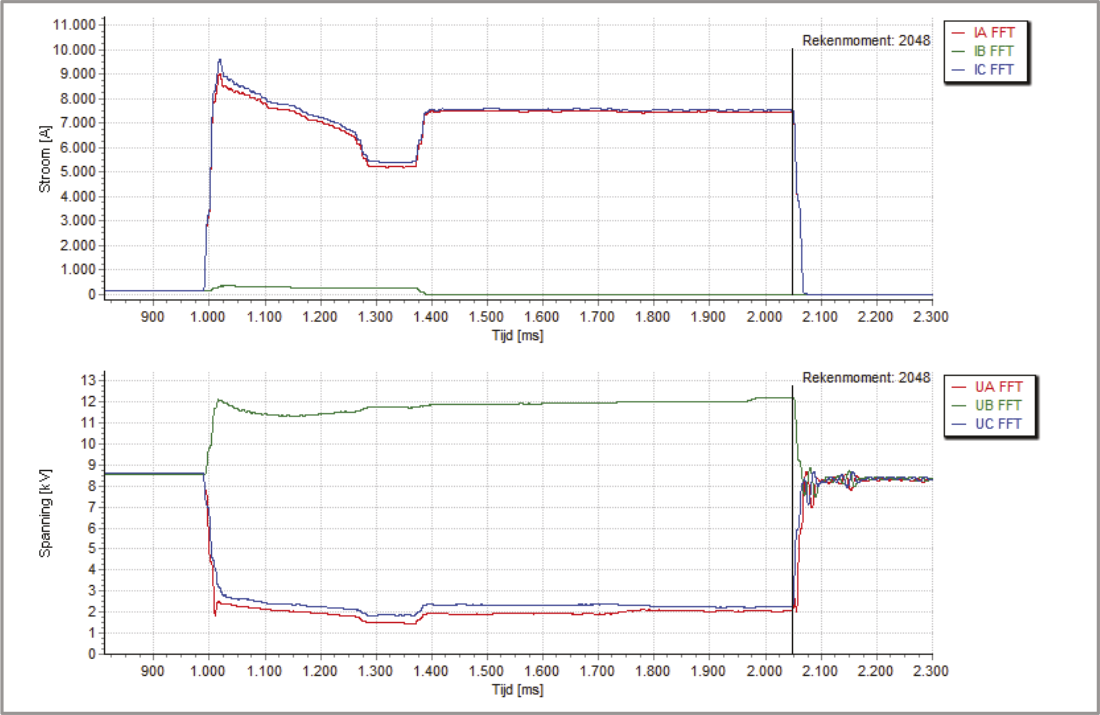 11.000
10.000
9.000
8.000
7.000
6.000
5.000
4.000
3.000
2.000
1.000
0
Stroom [A]
Rekenmoment: 2048
900 1.000 1.100 1.200 1.300 1.400 1.500 1.600 1.700 1.800 1.900 2.000 2.100 2.200 2.300
Tijd [ms]
IA FFT
IB FFT
IC FFT
13
12
11
10
9
8
7
6
5
4
3
2
1
0
Spanning [kV]
Rekenmoment: 2048
900 1.000 1.100 1.200 1.300 1.400 1.500 1.600 1.700 1.800 1.900 2.000 2.100 2.200 2.300
Tijd [ms]
UA FFT
UB FFT
UC FFT